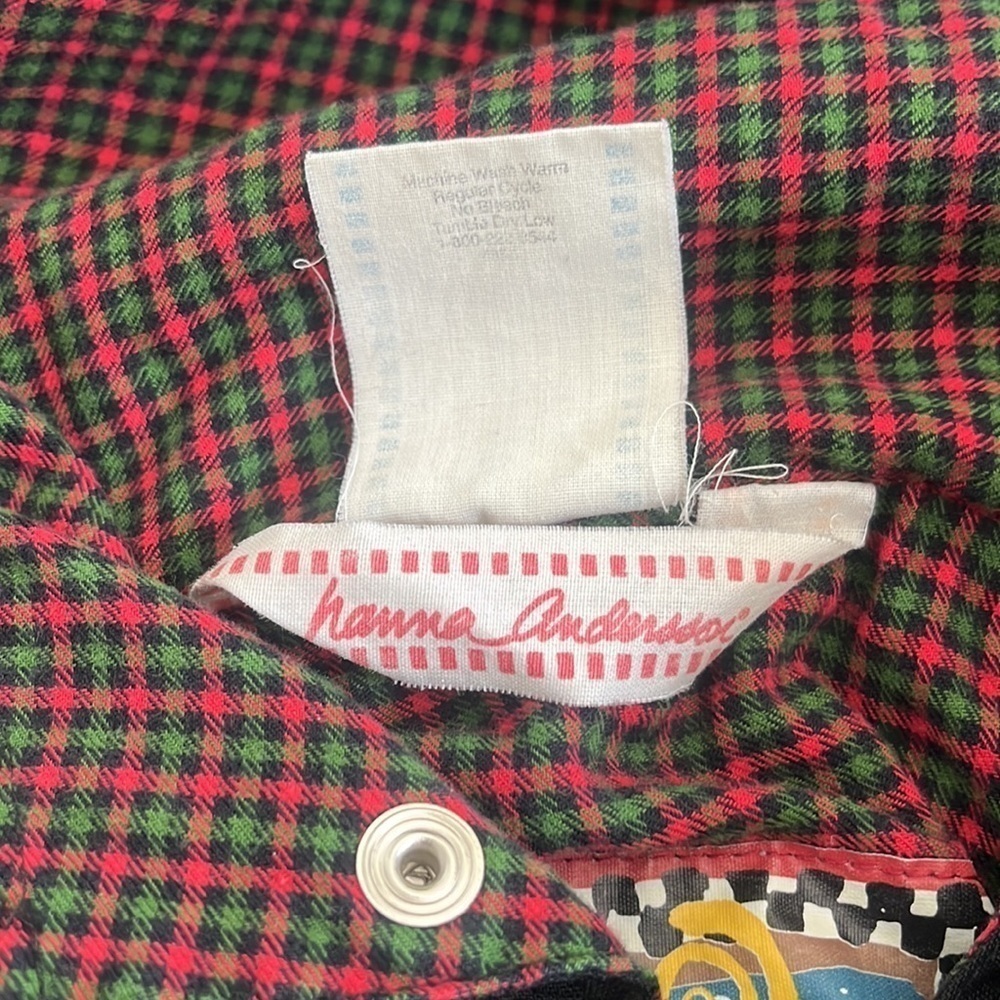 Machine Wash Warm
Regular Cycle
No Bleach
Tumble Dry Low
hanna Andersson